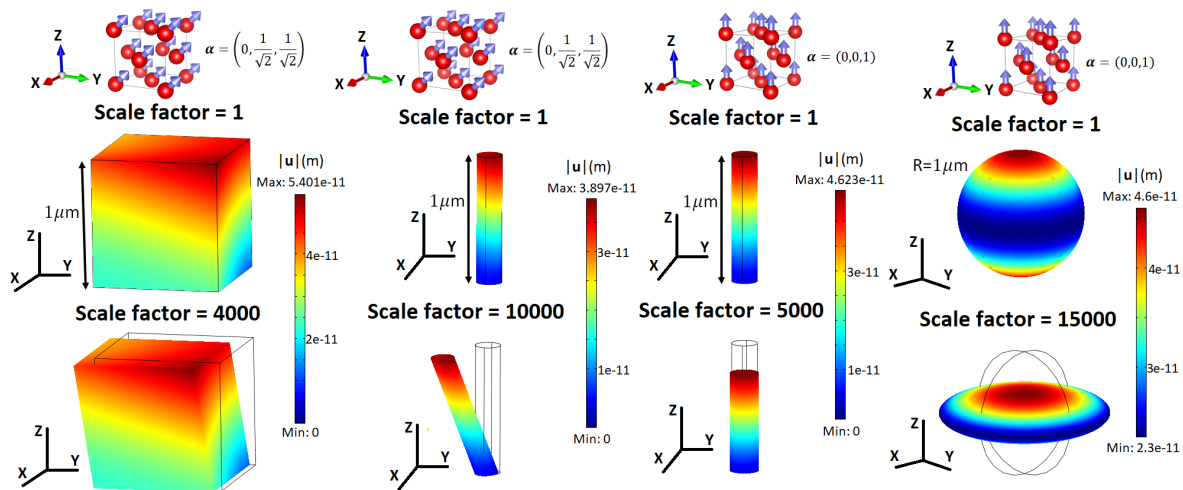 Z
X
Y
α = (0, 1/√2, 1/√2)
Scale factor = 1
|u|(m)
Max: 5.401e-11
1μm
4e-11
2e-11
Min: 0
Z
X
Y
Scale factor = 4000
Z
X
Y
Z
X
Y
α = (0, 1/√2, 1/√2)
Scale factor = 1
|u|(m)
Max: 3.897e-11
1μm
3e-11
1e-11
Min: 0
Z
X
Y
Scale factor = 10000
Z
X
Y
Z
X
Y
α = (0,0,1)
Scale factor = 1
|u|(m)
Max: 4.623e-11
1μm
3e-11
1e-11
Min: 0
Z
X
Y
Scale factor = 5000
Z
X
Y
Z
X
Y
α = (0,0,1)
Scale factor = 1
R=1μm
|u|(m)
Max: 4.6e-11
4e-11
3e-11
Min: 2.3e-11
Z
X
Y
Scale factor = 15000
Z
X
Y